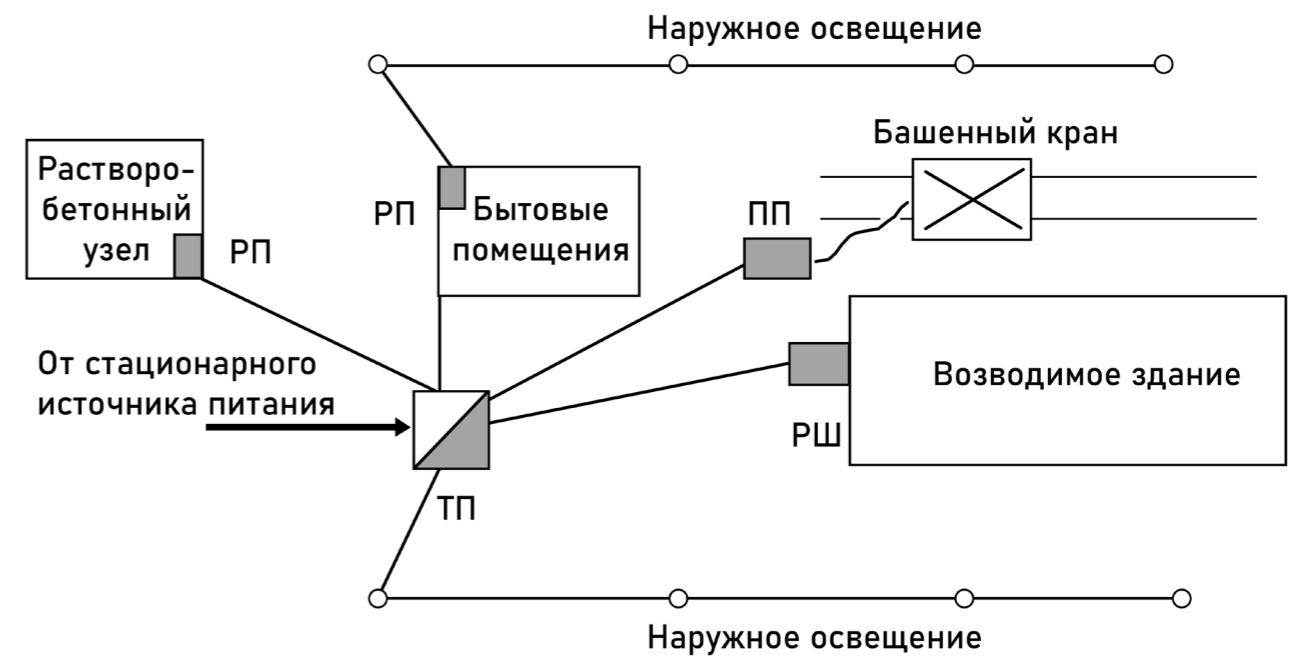 Наружное освещение
Башенный кран
Растворо-
бетонный
узел
РП
РП
Бытовые
помещения
ПП
От стационарного
источника питания
Возводимое здание
РШ
ТП
Наружное освещение